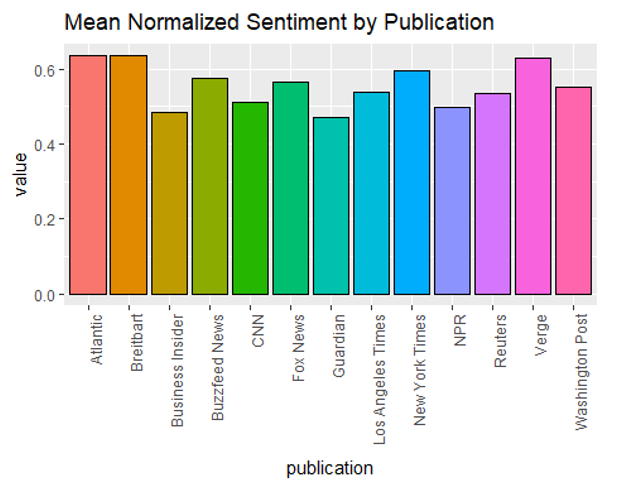 Mean Normalized Sentiment by Publication
value
0.6
0.4
0.2
0.0
Atlantic
Breitbart
Business Insider
Buzzfeed News
CNN
Fox News
Guardian
Los Angeles Times
New York Times
NPR
Reuters
Verge
Washington Post
publication